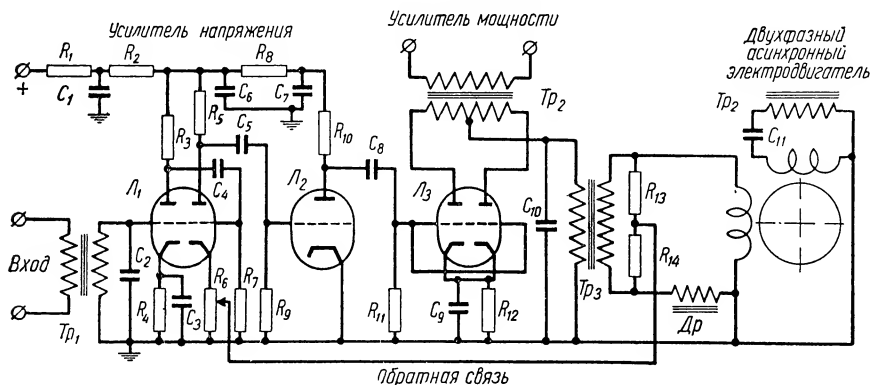 Усилитель мощности
Усилитель напряжения
Двухфазный
асинхронный
электродвигатель
R1
R2
R8
+
C1
C6
C7
Тр2
Тр2
R3
R5
C5
R10
C8
C11
Л1
C4
Л2
Л3
C10
R13
R14
Вход
C2
R4
C3
R6
R7
R9
R11
C9
R12
Тр3
Др
Тр1
Обратная связь